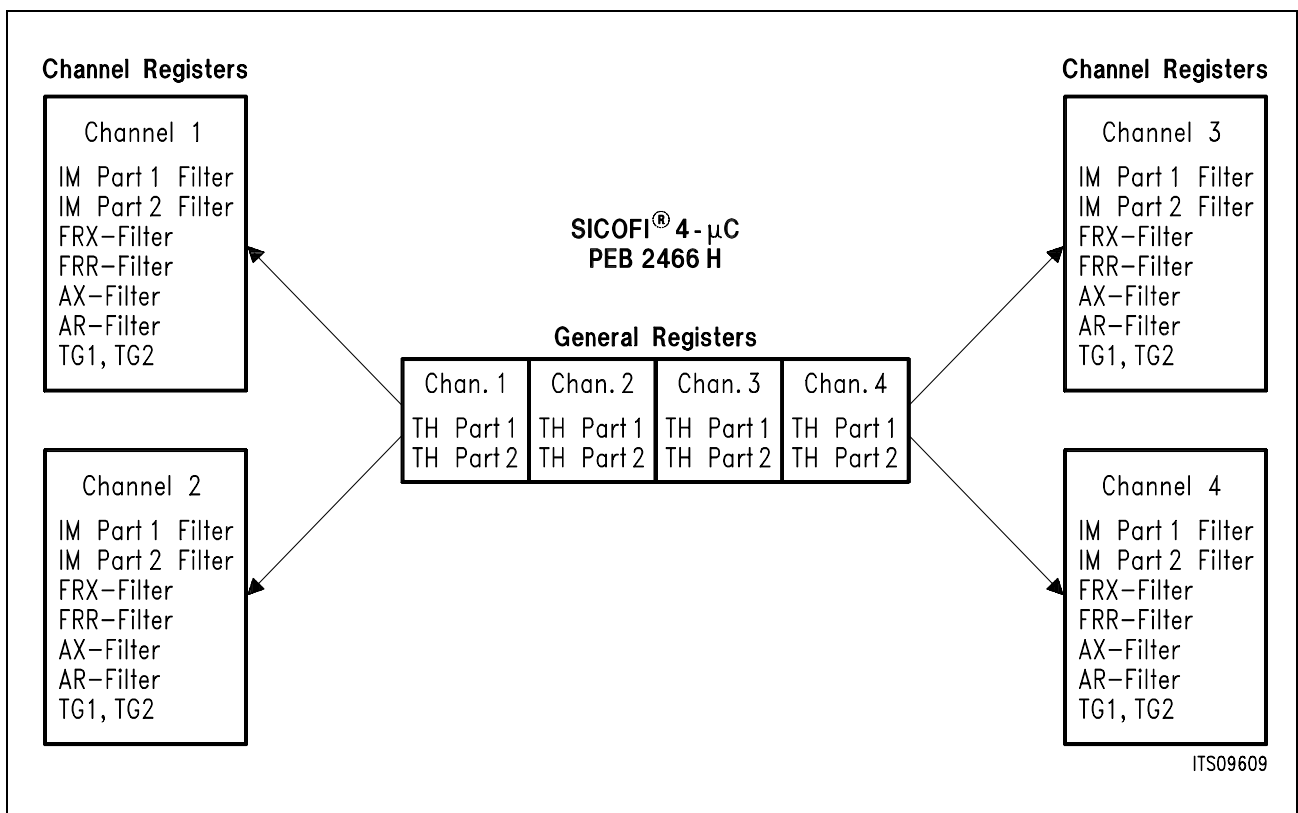 Channel Registers
Channel 1
IM Part 1 Filter
IM Part 2 Filter
FRX-Filter
FRR-Filter
AX-Filter
AR-Filter
TG1, TG2
Channel 2
IM Part 1 Filter
IM Part 2 Filter
FRX-Filter
FRR-Filter
AX-Filter
AR-Filter
TG1, TG2
SICOFI® 4-µC
PEB 2466 H
General Registers
Chan. 1
TH Part 1
TH Part 2
Chan. 2
TH Part 1
TH Part 2
Chan. 3
TH Part 1
TH Part 2
Chan. 4
TH Part 1
TH Part 2
Channel Registers
Channel 3
IM Part 1 Filter
IM Part 2 Filter
FRX-Filter
FRR-Filter
AX-Filter
AR-Filter
TG1, TG2
Channel 4
IM Part 1 Filter
IM Part 2 Filter
FRX-Filter
FRR-Filter
AX-Filter
AR-Filter
TG1, TG2
ITS09609